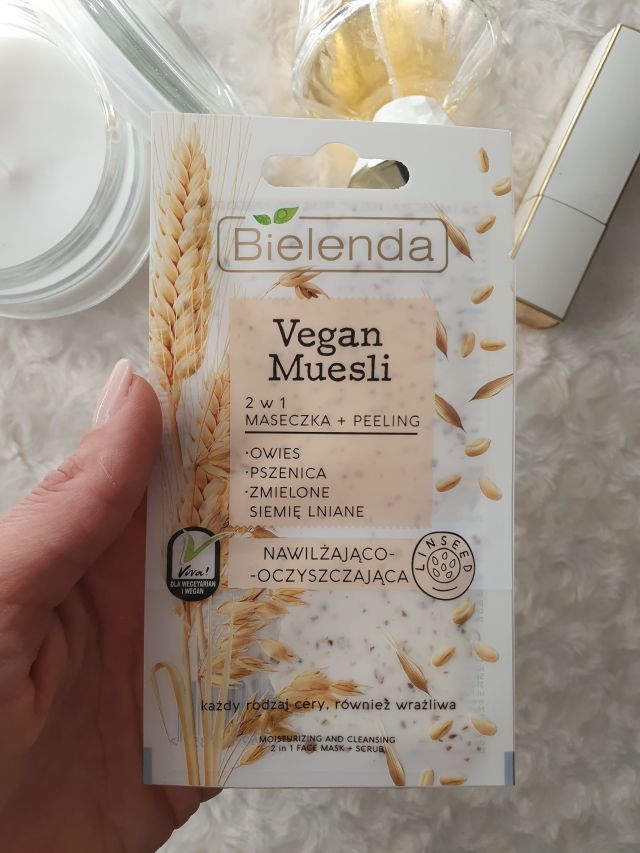 Bielenda
Vegan
Muesli
2 w 1
MASECZKA + PEELING
·OWIES
·PSZENICA
·ZMIELONE
SIEMIĘ LNIANE
NAWILŻAJĄCO-
-OCZYSZCZAJĄCA
LINSEED
Viva!
DLA WEGETARIAN
I WEGAN
każdy rodzaj cery, również wrażliwa
MOISTURIZING AND CLEANSING
2 in 1 FACE MASK + SCRUB